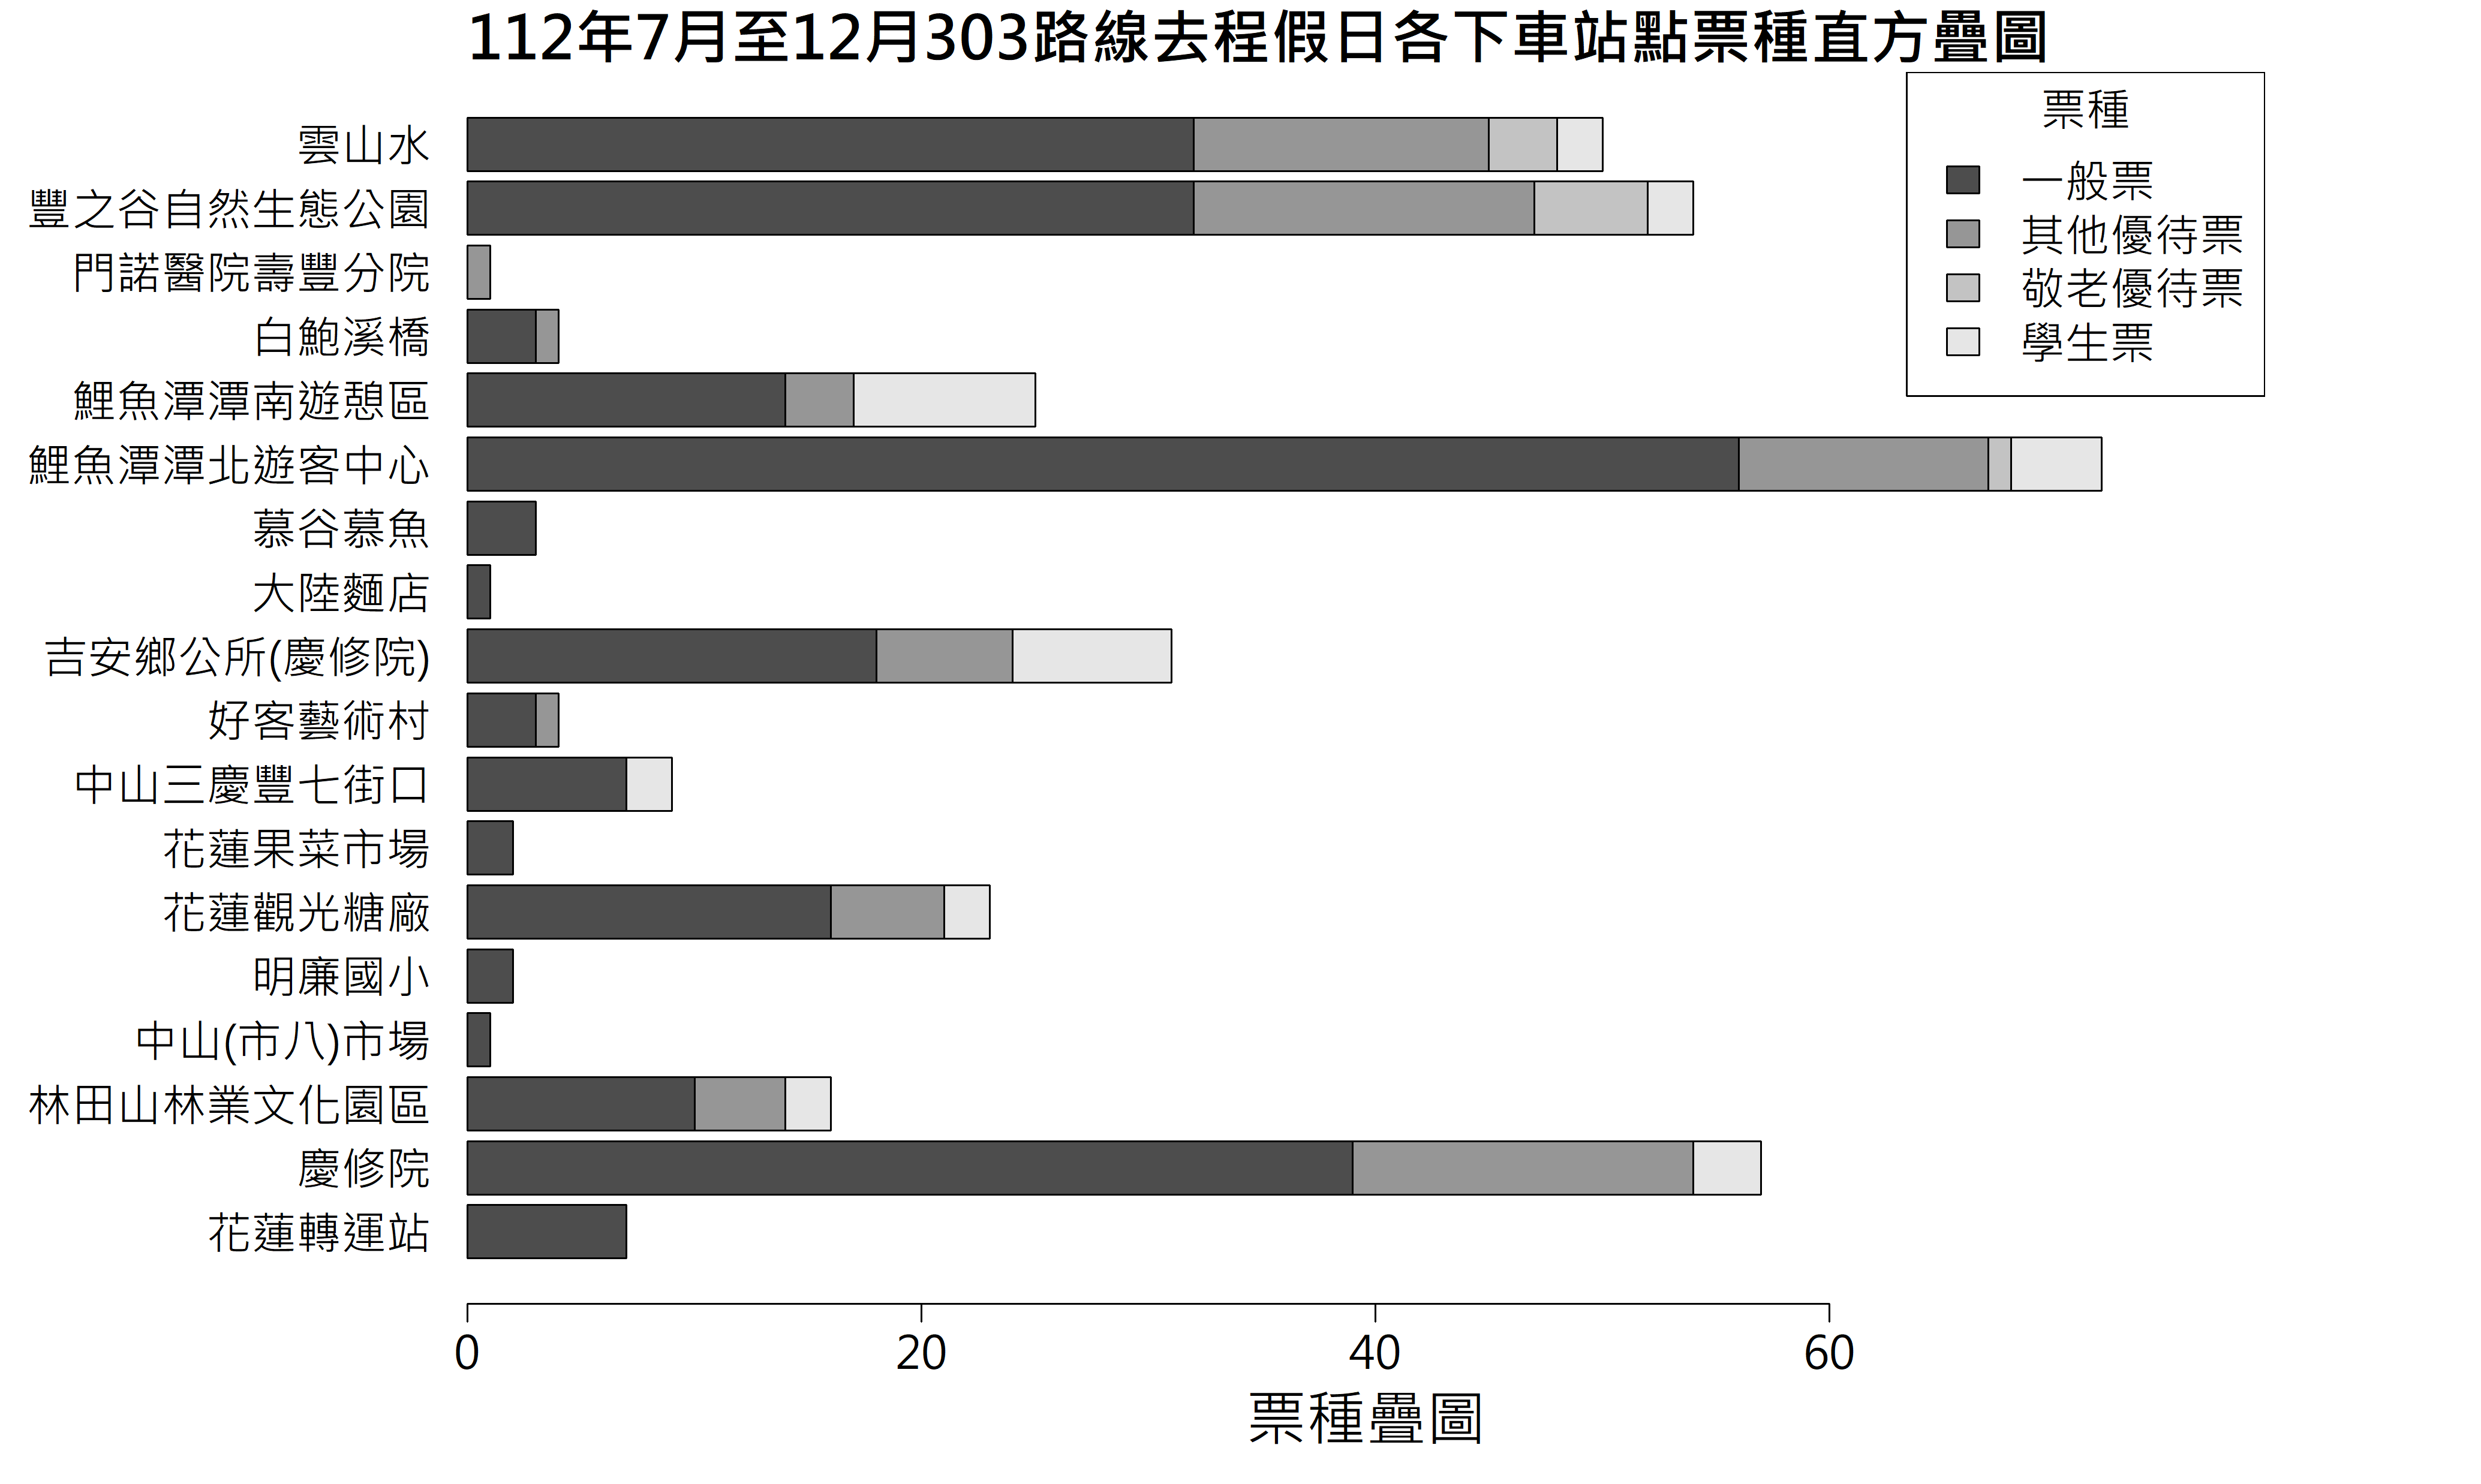 112年7月至12月303路線去程假日各下車站點票種直方疊圖
票種
一般票
其他優待票
敬老優待票
學生票
雲山水
豐之谷自然生態公園
門諾醫院壽豐分院
白鮑溪橋
鯉魚潭潭南遊憩區
鯉魚潭潭北遊客中心
慕谷慕魚
大陸麵店
吉安鄉公所(慶修院)
好客藝術村
中山三慶豐七街口
花蓮果菜市場
花蓮觀光糖廠
明廉國小
中山(市八)市場
林田山林業文化園區
慶修院
花蓮轉運站
0 20 40 60
票種疊圖